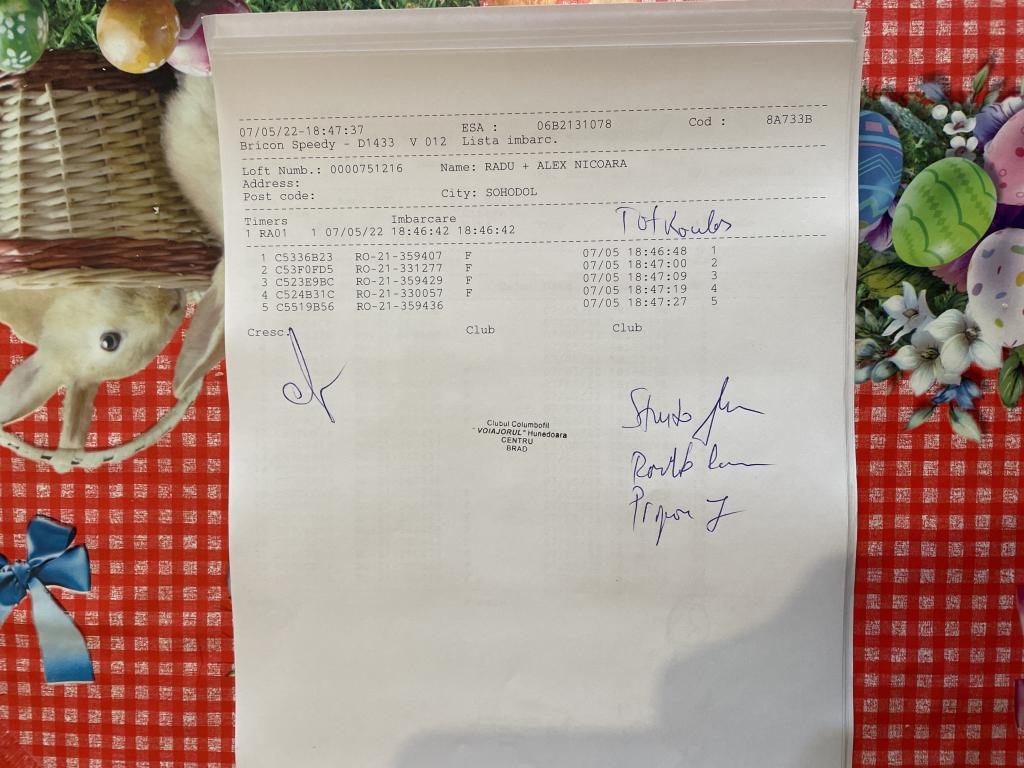 07/05/22-18:47:37 ESA : 06B2131078 Cod : 8A733B
Bricon Speedy - D1433 V 012 Lista imbarc.
Loft Numb.: 0000751216 Name: RADU + ALEX NICOARA
Address:
Post code: City: SOHODOL
Timers Imbarcare
1 RA01 1 07/05/22 18:46:42 18:46:42
1 C5336B23 RO-21-359407 F 07/05 18:46:48 1
2 C53F0FD5 RO-21-331277 F 07/05 18:47:00 2
3 C523E9BC RO-21-359429 F 07/05 18:47:09 3
4 C524B31C RO-21-330057 F 07/05 18:47:19 4
5 C5519B56 RO-21-359436 07/05 18:47:27 5
Cresc. Club Club
Clubul Columbofil
"VOIAJORUL" Hunedoara
CENTRU
BRAD